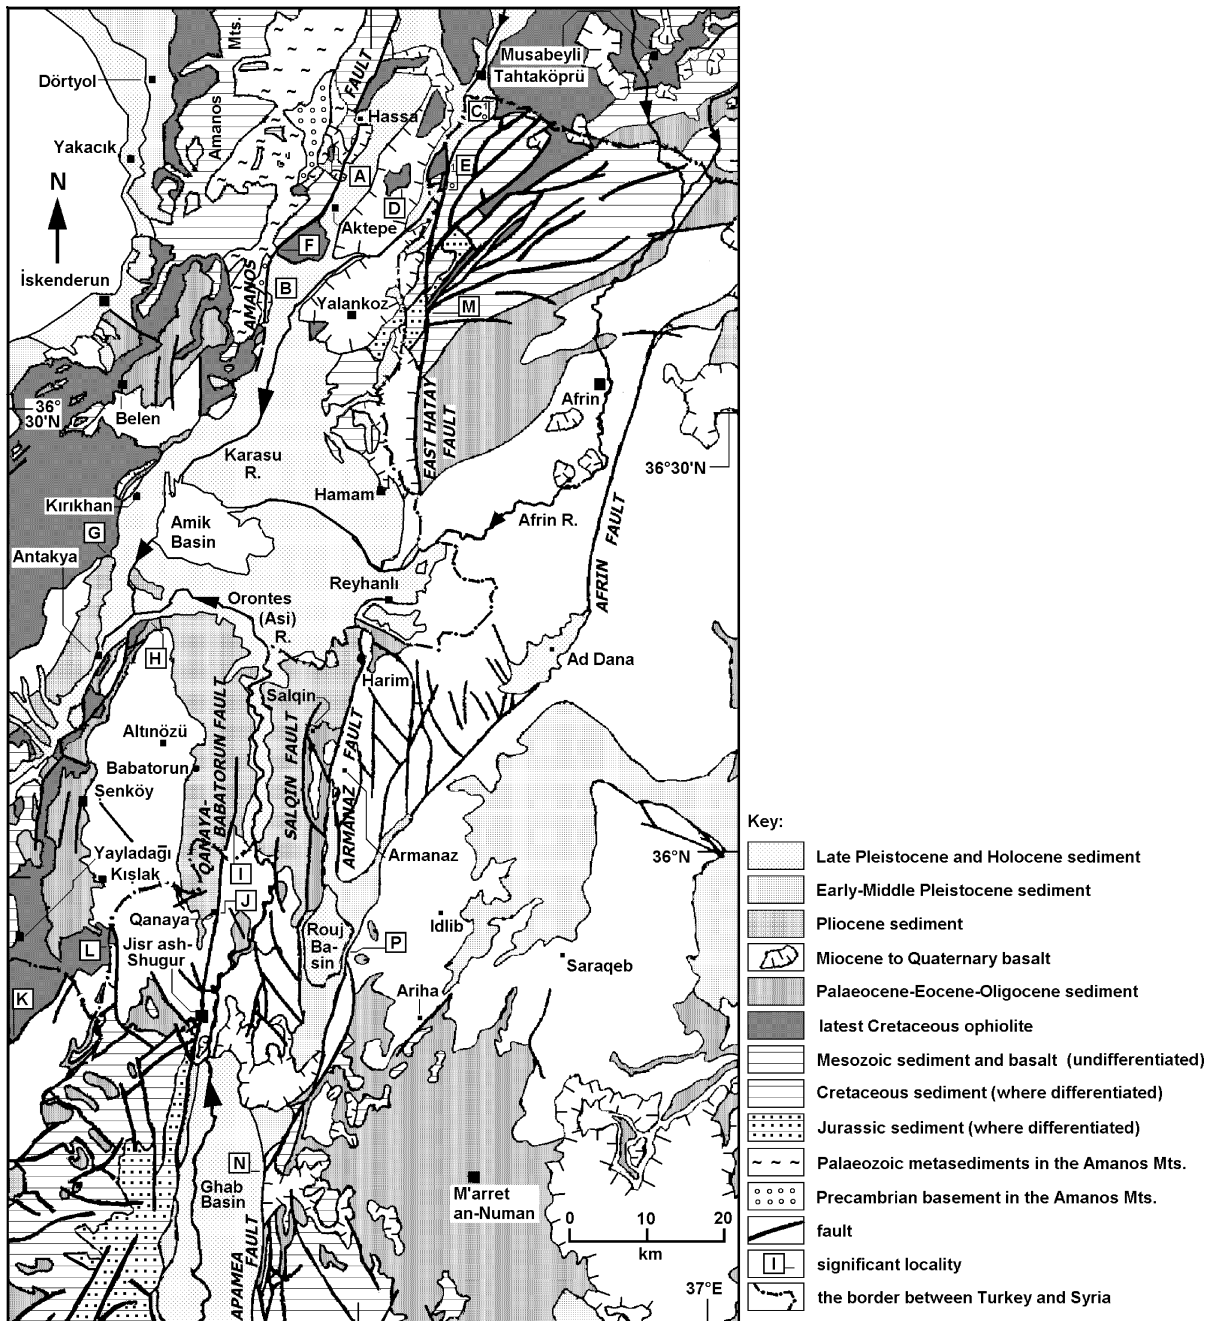 Mts.
Musabeyli
Tahtaköprü
Dörtyol
FAULT
Hassa
C
Amanos
Yakacık
E
A
N
D
Aktepe
F
İskenderun
AMANOS
B
Yalankoz
M
Afrin
36°
30'N
Belen
EAST HATAY
FAULT
Karasu
R.
36°30'N
Hamam
Kırıkhan
Amik
Basin
Afrin R.
G
Antakya
AFRIN FAULT
Reyhanlı
Orontes
(Asi)
R.
H
Ad Dana
Harim
Salqin
Altınözü
QANAYA-
BABATORUN FAULT
SALQIN FAULT
ARMANAZ FAULT
Babatorun
Şenköy
Key:
Yayladağı
Kışlak
Armanaz
36°N
Late Pleistocene and Holocene sediment
I
Early-Middle Pleistocene sediment
J
Qanaya
Idlib
Pliocene sediment
Rouj
Ba-
sin
P
L
Jisr ash-
Shugur
Saraqeb
Miocene to Quaternary basalt
Ariha
K
Palaeocene-Eocene-Oligocene sediment
latest Cretaceous ophiolite
Mesozoic sediment and basalt (undifferentiated)
Cretaceous sediment (where differentiated)
Jurassic sediment (where differentiated)
N
Palaeozoic metasediments in the Amanos Mts.
Ghab
Basin
M'arret
an-Numan
Precambrian basement in the Amanos Mts.
0 10 20
km
fault
APAMEA
FAULT
I
significant locality
37°E
the border between Turkey and Syria